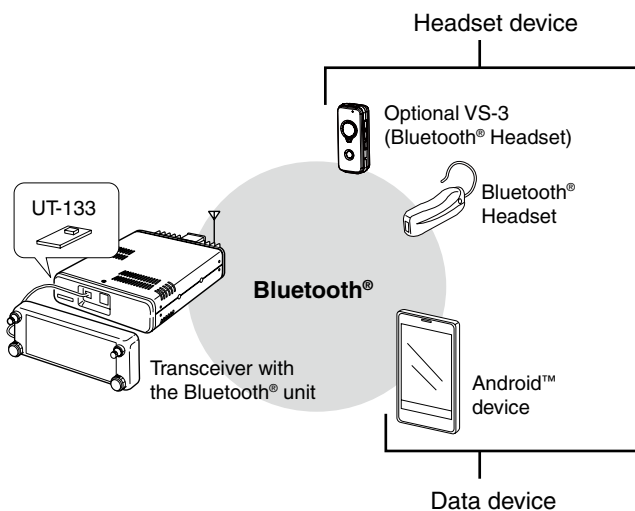 Headset device
Optional VS-3
(Bluetooth® Headset)
Bluetooth®
Headset
UT-133
Bluetooth®
Transceiver with
the Bluetooth® unit
Android™
device
Data device